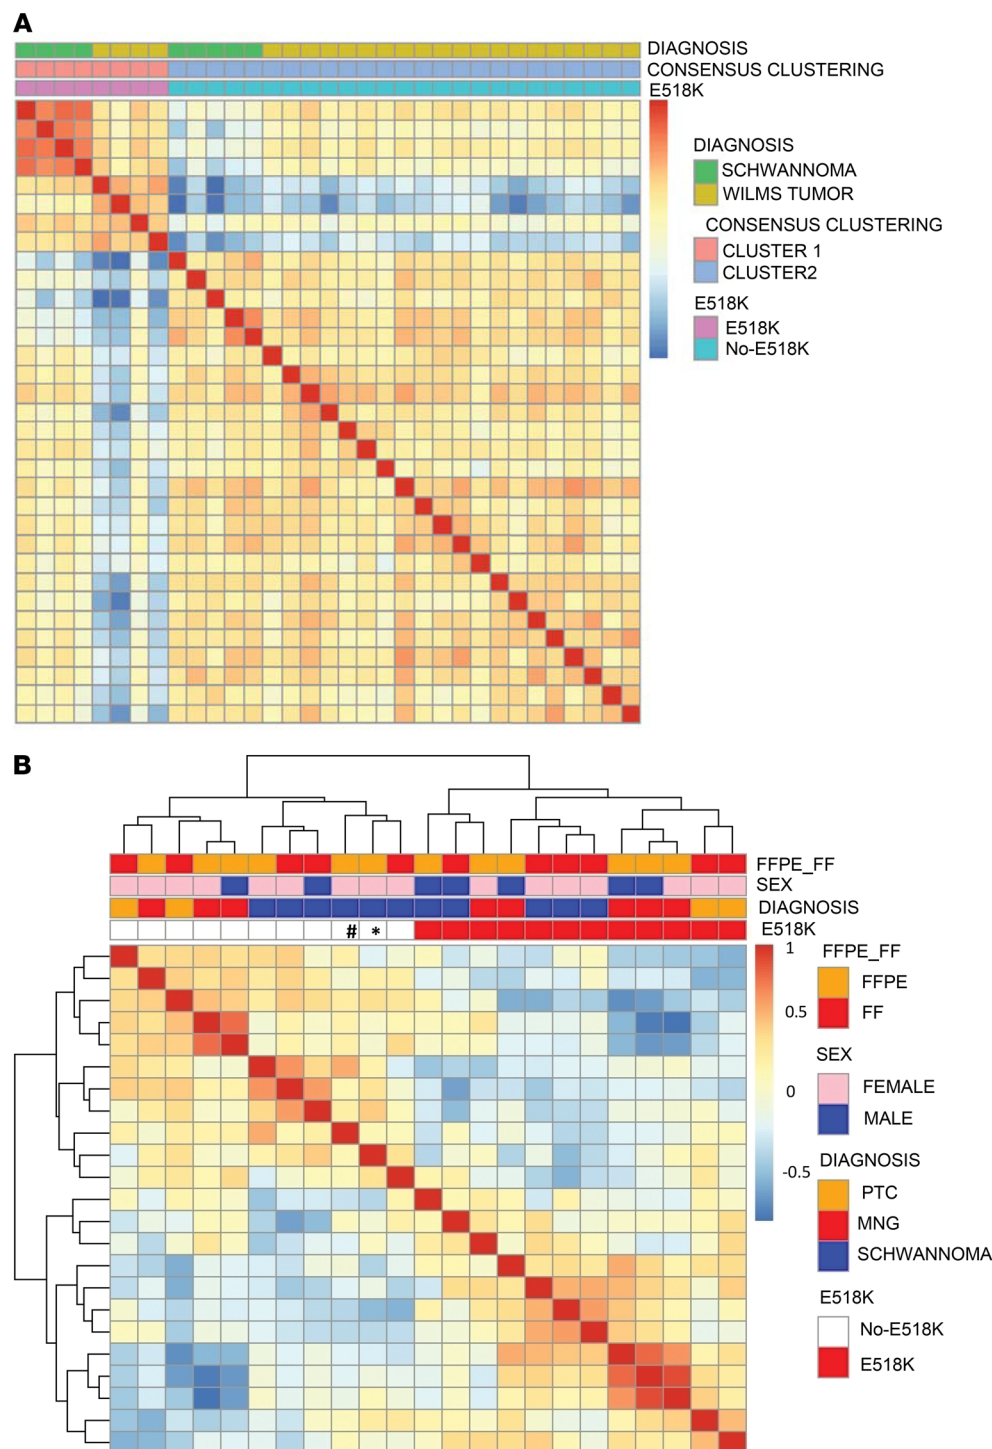 A
DIAGNOSIS
CONSENSUS CLUSTERING
E518K
DIAGNOSIS
SCHWANNOMA
WILMS TUMOR
CONSENSUS CLUSTERING
CLUSTER 1
CLUSTER2
E518K
E518K
No-E518K
B
FFPE_FF
SEX
DIAGNOSIS
# * E518K
1
0.5
0
-0.5
FFPE_FF
FFPE
FF
SEX
FEMALE
MALE
DIAGNOSIS
PTC
MNG
SCHWANNOMA
E518K
No-E518K
E518K